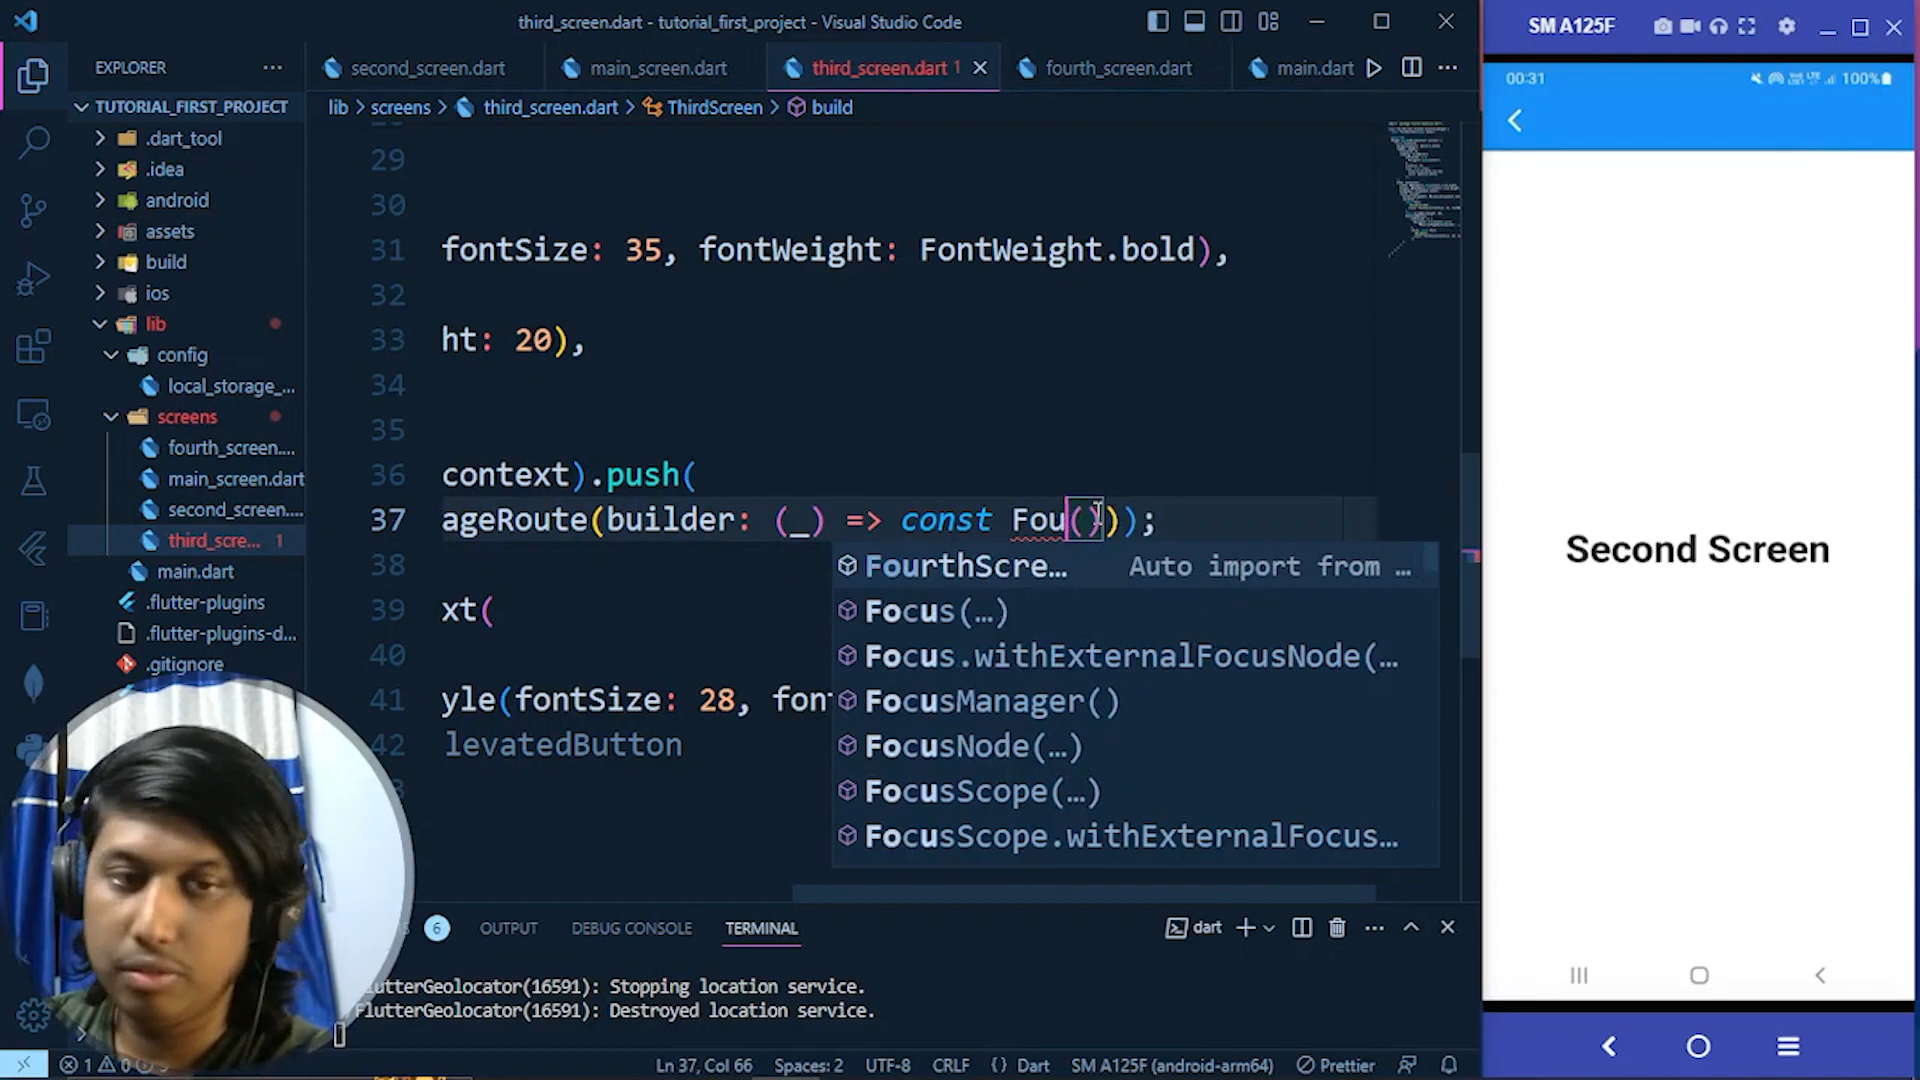 third_screen.dart - tutorial_first_project - Visual Studio Code
SM A125F
EXPLORER
second_screen.dart
main_screen.dart
third_screen.dart 1
fourth_screen.dart
main.dart
00:31
100%
TUTORIAL_FIRST_PROJECT
lib > screens > third_screen.dart > ThirdScreen > build
.dart_tool
.idea
android
assets
build
ios
lib
config
local_storage_...
screens
fourth_screen....
main_screen.dart
second_screen....
third_scre... 1
main.dart
.flutter-plugins
.flutter-plugins-d...
.gitignore
29
30
31 fontSize: 35, fontWeight: FontWeight.bold),
32
33 ht: 20),
34
35
36 context).push(
37 ageRoute(builder: (_) => const Fou()));
38
39 xt(
40
41 yle(fontSize: 28, fon
42 levatedButton
3
FourthScre... Auto import from ...
Focus(…)
Focus.withExternalFocusNode(…
FocusManager()
FocusNode(…)
FocusScope(…)
FocusScope.withExternalFocus…
Second Screen
6
OUTPUT
DEBUG CONSOLE
TERMINAL
dart
lutterGeolocator(16591): Stopping location service.
FlutterGeolocator(16591): Destroyed location service.
1
Ln 37, Col 66
Spaces: 2
UTF-8
CRLF
{ } Dart
SM A125F (android-arm64)
Prettier